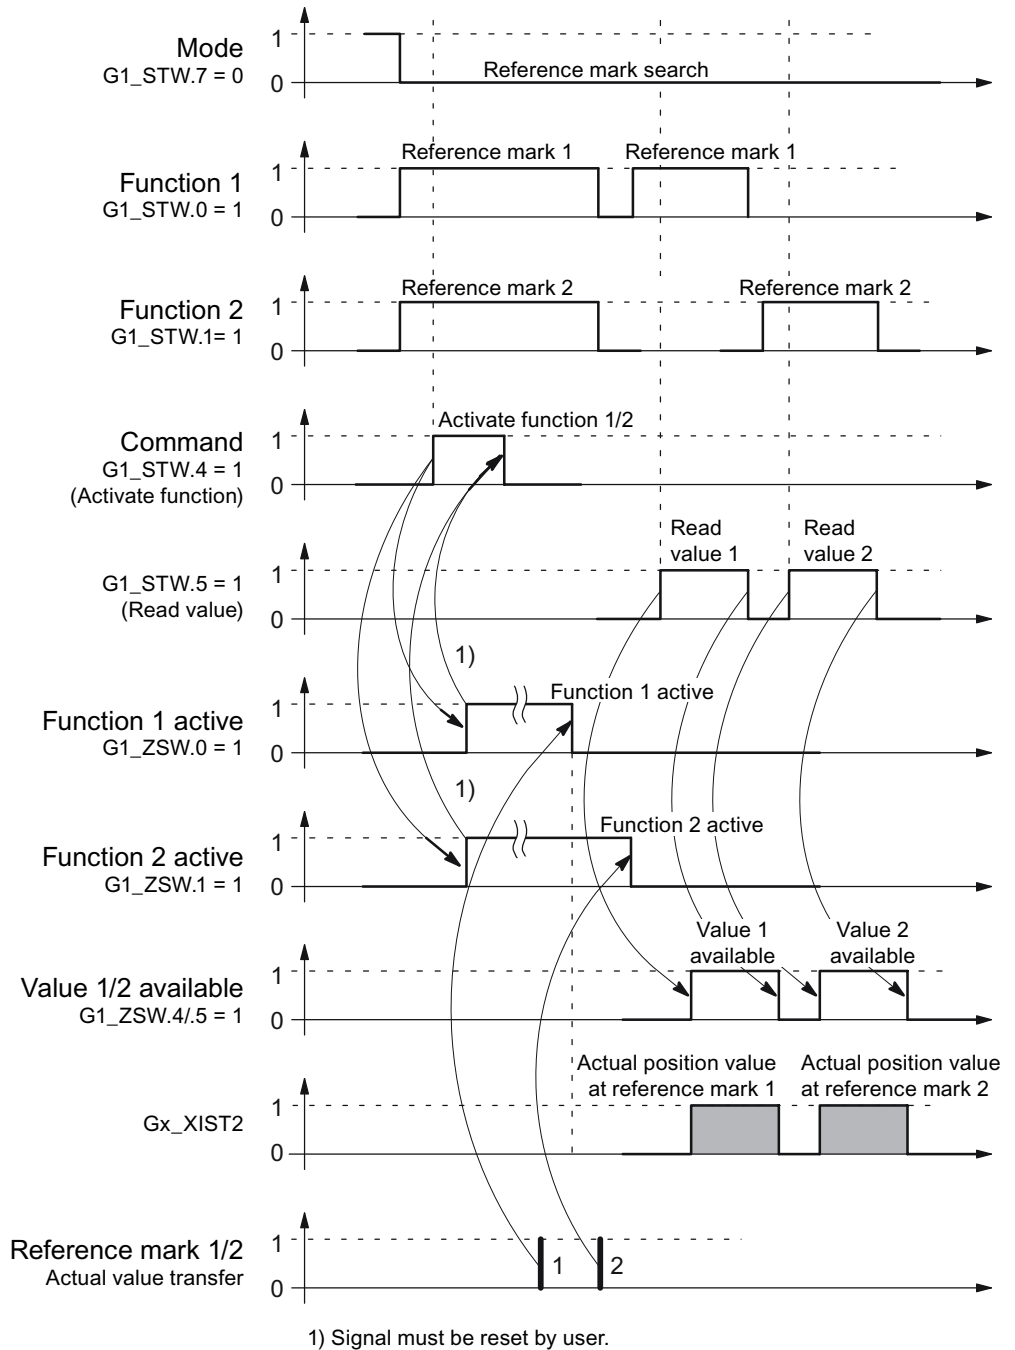 Mode
G1_STW.7 = 0
1
0
Reference mark search
Function 1
G1_STW.0 = 1
1
0
Reference mark 1
Reference mark 1
Function 2
G1_STW.1= 1
1
0
Reference mark 2
Reference mark 2
Command
G1_STW.4 = 1
(Activate function)
1
0
Activate function 1/2
G1_STW.5 = 1
(Read value)
1
0
Read
value 1
Read
value 2
1)
Function 1 active
G1_ZSW.0 = 1
1
0
Function 1 active
1)
Function 2 active
G1_ZSW.1 = 1
1
0
Function 2 active
Value 1/2 available
G1_ZSW.4/.5 = 1
1
0
Value 1
available
Value 2
available
Gx_XIST2
1
0
Actual position value
at reference mark 1
Actual position value
at reference mark 2
Reference mark 1/2
Actual value transfer
1
0
1
2
1) Signal must be reset by user.